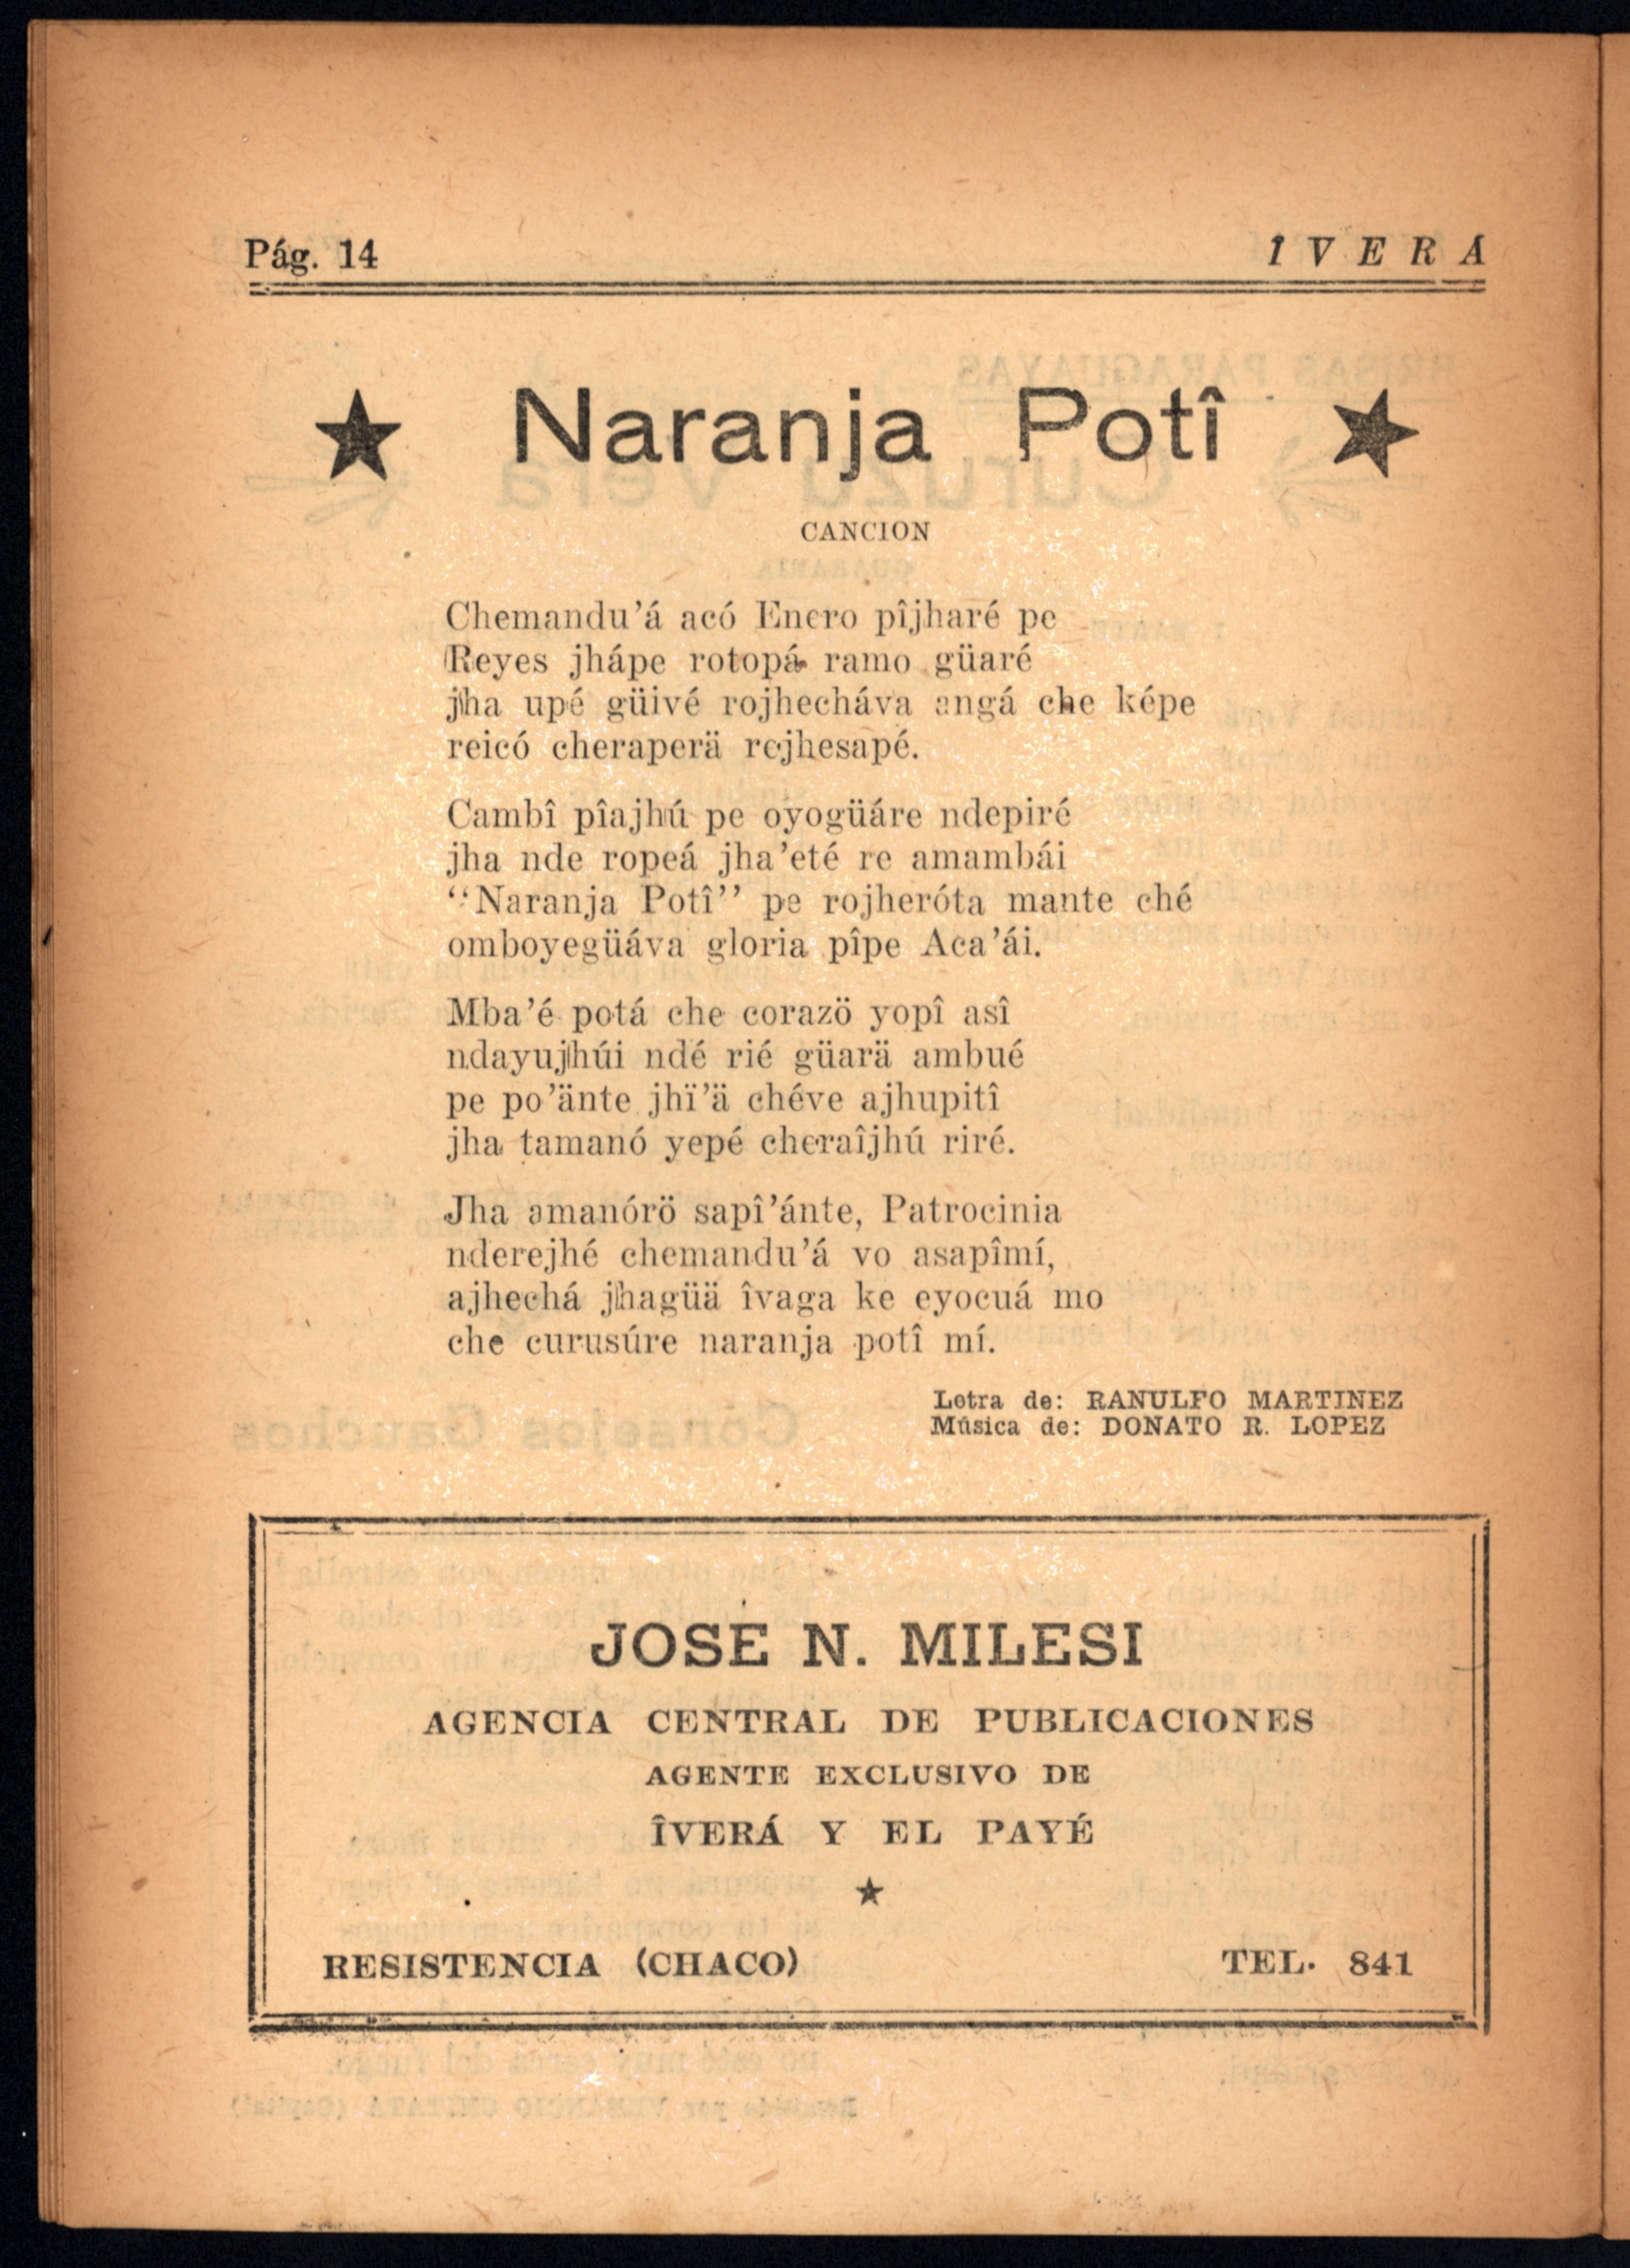 Pág. 14
Î V E R Á
★ Naranja Potî ★
CANCION
Chemandu'á acó Enero pîjharé pe
Reyes jhápe rotopá ramo güaré
jha upé güivé rojhecháva angá che képe
reicó cheraperä rejhesapé.
Cambî pîajhú pe oyogüáre ndepiré
jha nde ropeá jha'eté re amambái
"Naranja Potî" pe rojheróta mante ché
omboyegüáva gloria pîpe Aca'ái.
Mba'é potá che corazö yopî asî
ndayujhúi ndé rié güarä ambué
pe po'änte jhï'ä chéve ajhupitî
jha tamanó yepé cheraîjhú riré.
Jha amanórö sapî'ánte, Patrocinia
nderejhé chemandu'á vo asapîmí,
ajhechá jhagüä îvaga ke eyocuá mo
che curusúre naranja potî mí.
Letra de: RANULFO MARTINEZ
Música de: DONATO R. LOPEZ
JOSE N. MILESI
AGENCIA CENTRAL DE PUBLICACIONES
AGENTE EXCLUSIVO DE
ÎVERÁ Y EL PAYÉ
★
RESISTENCIA (CHACO) TEL. 841